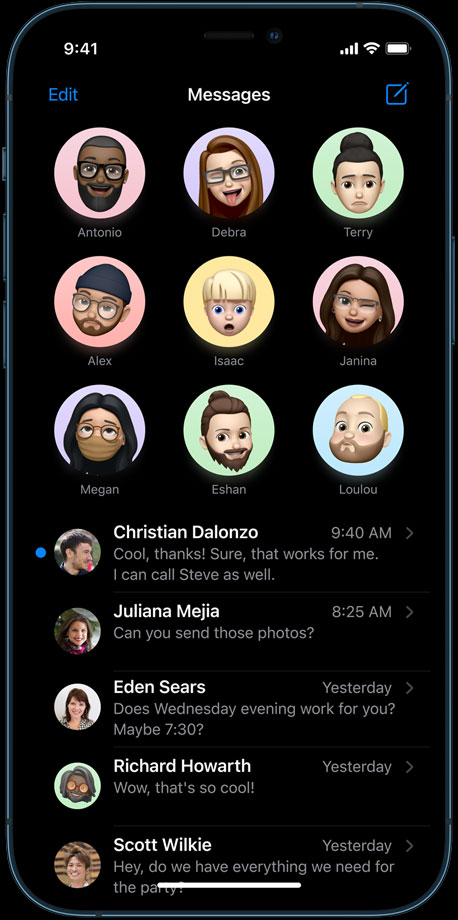 9:41
Edit
Messages
Antonio
Debra
Terry
Alex
Isaac
Janina
Megan
Eshan
Loulou
Christian Dalonzo
9:40 AM
Cool, thanks! Sure, that works for me.
I can call Steve as well.
Juliana Mejia
8:25 AM
Can you send those photos?
Eden Sears
Yesterday
Does Wednesday evening work for you?
Maybe 7:30?
Richard Howarth
Yesterday
Wow, that's so cool!
Scott Wilkie
Yesterday
Hey, do we have everything we need for
the party?